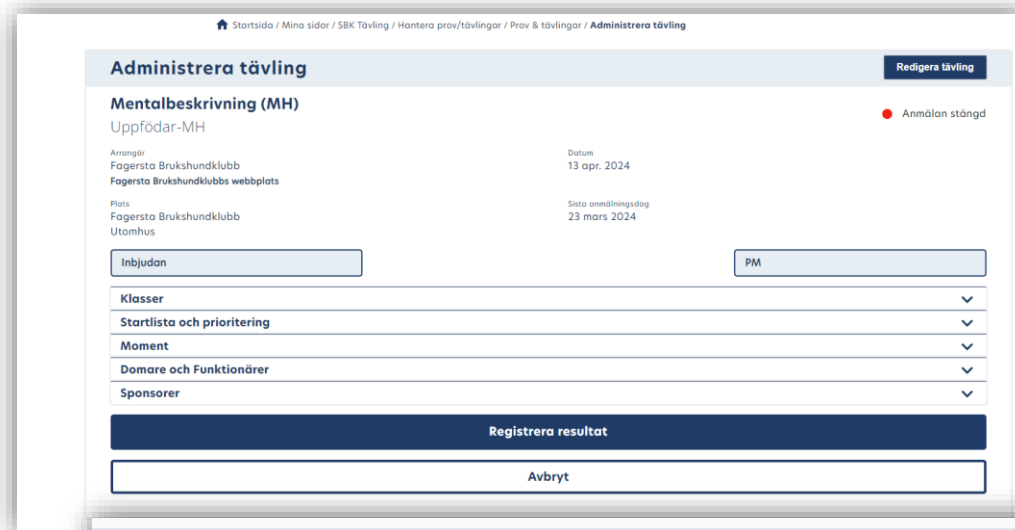 Startsida / Mina sidor / SBK Tävling / Hantera prov/tävlingar / Prov & tävlingar / Administrera tävling
Administrera tävling
Redigera tävling
Mentalbeskrivning (MH)
Uppfödar-MH
Anmälan stängd
Arrangör
Fagersta Brukshundklubb
Fagersta Brukshundklubbs webbplats
Datum
13 apr. 2024
Plats
Fagersta Brukshundklubb
Utomhus
Sista anmälningsdag
23 mars 2024
Inbjudan
PM
Klasser
Startlista och prioritering
Moment
Domare och Funktionärer
Sponsorer
Registrera resultat
Avbryt